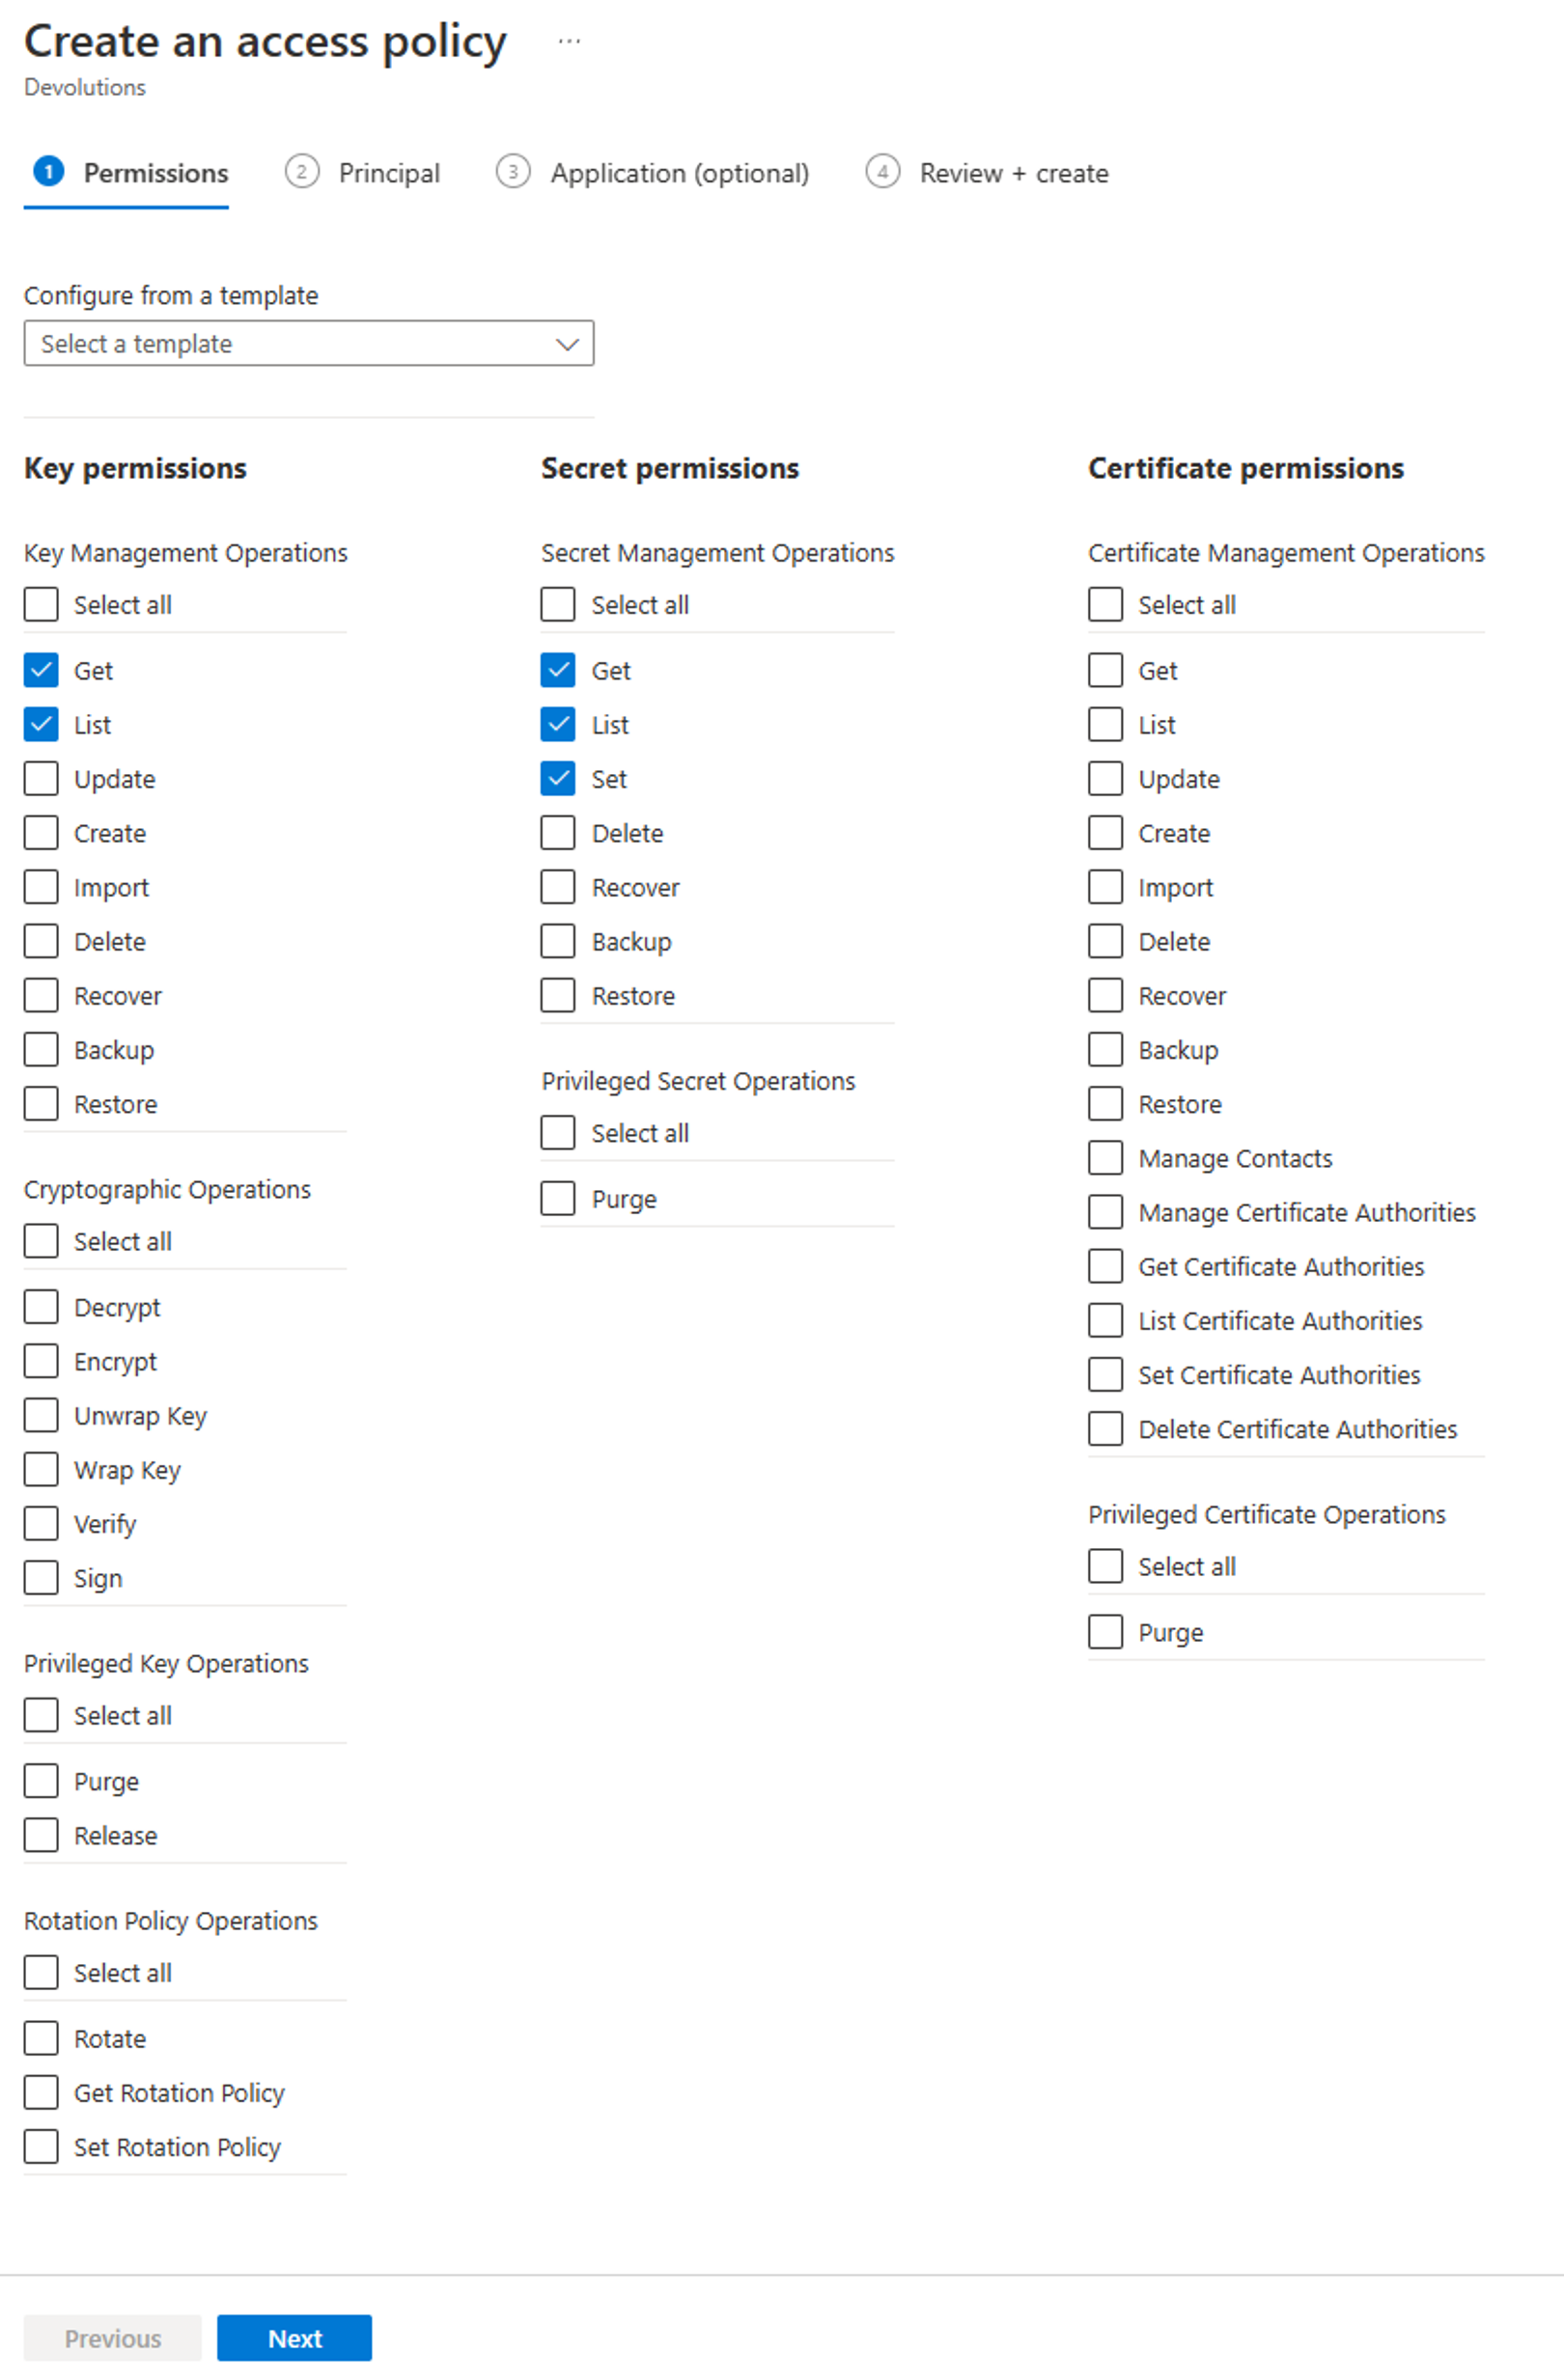 Create an access policy ...
Devolutions
1 Permissions 2 Principal 3 Application (optional) 4 Review + create
Configure from a template
Select a template
Key permissions
Key Management Operations
Select all
Get
List
Update
Create
Import
Delete
Recover
Backup
Restore
Cryptographic Operations
Select all
Decrypt
Encrypt
Unwrap Key
Wrap Key
Verify
Sign
Privileged Key Operations
Select all
Purge
Release
Rotation Policy Operations
Select all
Rotate
Get Rotation Policy
Set Rotation Policy
Secret permissions
Secret Management Operations
Select all
Get
List
Set
Delete
Recover
Backup
Restore
Privileged Secret Operations
Select all
Purge
Certificate permissions
Certificate Management Operations
Select all
Get
List
Update
Create
Import
Delete
Recover
Backup
Restore
Manage Contacts
Manage Certificate Authorities
Get Certificate Authorities
List Certificate Authorities
Set Certificate Authorities
Delete Certificate Authorities
Privileged Certificate Operations
Select all
Purge
Previous Next